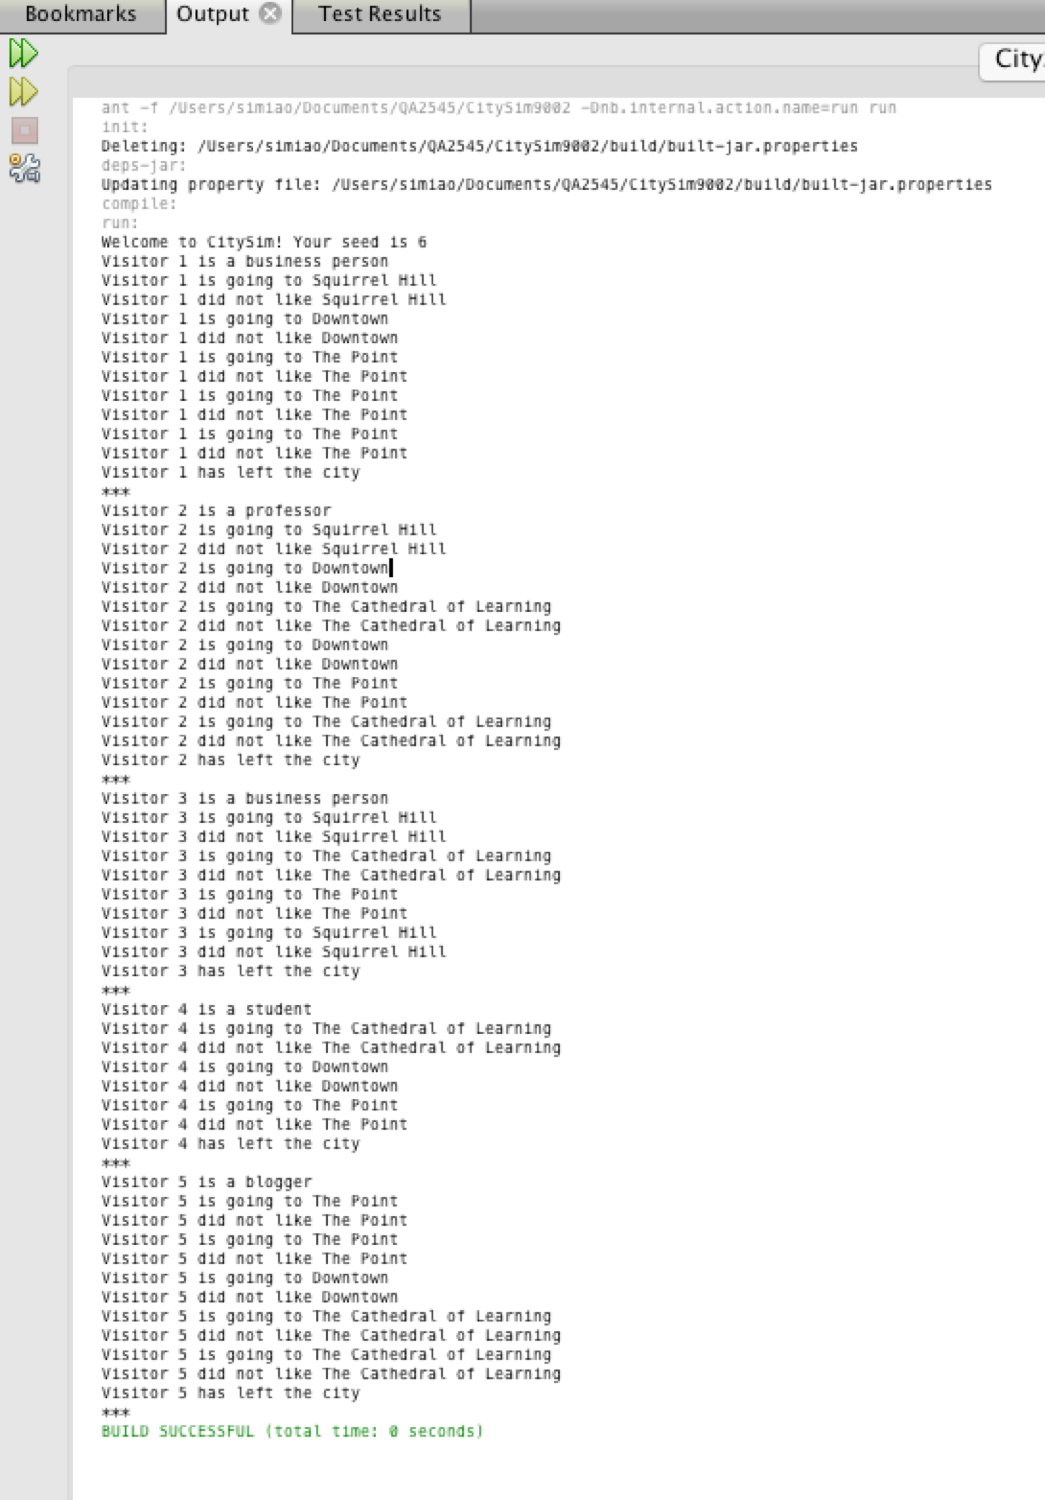 Bookmarks Output Test Results
City
ant -f /Users/simiao/Documents/QA2545/CitySim9002 -Dnb.internal.action.name=run run
init:
Deleting: /Users/simiao/Documents/QA2545/CitySim9002/build/built-jar.properties
deps-jar:
Updating property file: /Users/simiao/Documents/QA2545/CitySim9002/build/built-jar.properties
compile:
run:
Welcome to CitySim! Your seed is 6
Visitor 1 is a business person
Visitor 1 is going to Squirrel Hill
Visitor 1 did not like Squirrel Hill
Visitor 1 is going to Downtown
Visitor 1 did not like Downtown
Visitor 1 is going to The Point
Visitor 1 did not like The Point
Visitor 1 is going to The Point
Visitor 1 did not like The Point
Visitor 1 is going to The Point
Visitor 1 did not like The Point
Visitor 1 has left the city
***
Visitor 2 is a professor
Visitor 2 is going to Squirrel Hill
Visitor 2 did not like Squirrel Hill
Visitor 2 is going to Downtown
Visitor 2 did not like Downtown
Visitor 2 is going to The Cathedral of Learning
Visitor 2 did not like The Cathedral of Learning
Visitor 2 is going to Downtown
Visitor 2 did not like Downtown
Visitor 2 is going to The Point
Visitor 2 did not like The Point
Visitor 2 is going to The Cathedral of Learning
Visitor 2 did not like The Cathedral of Learning
Visitor 2 has left the city
***
Visitor 3 is a business person
Visitor 3 is going to Squirrel Hill
Visitor 3 did not like Squirrel Hill
Visitor 3 is going to The Cathedral of Learning
Visitor 3 did not like The Cathedral of Learning
Visitor 3 is going to The Point
Visitor 3 did not like The Point
Visitor 3 is going to Squirrel Hill
Visitor 3 did not like Squirrel Hill
Visitor 3 has left the city
***
Visitor 4 is a student
Visitor 4 is going to The Cathedral of Learning
Visitor 4 did not like The Cathedral of Learning
Visitor 4 is going to Downtown
Visitor 4 did not like Downtown
Visitor 4 is going to The Point
Visitor 4 did not like The Point
Visitor 4 has left the city
***
Visitor 5 is a blogger
Visitor 5 is going to The Point
Visitor 5 did not like The Point
Visitor 5 is going to The Point
Visitor 5 did not like The Point
Visitor 5 is going to Downtown
Visitor 5 did not like Downtown
Visitor 5 is going to The Cathedral of Learning
Visitor 5 did not like The Cathedral of Learning
Visitor 5 is going to The Cathedral of Learning
Visitor 5 did not like The Cathedral of Learning
Visitor 5 has left the city
***
BUILD SUCCESSFUL (total time: 0 seconds)